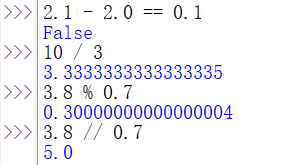 >>> 2.1 - 2.0 == 0.1
False
>>> 10 / 3
3.3333333333333335
>>> 3.8 % 0.7
0.30000000000000004
>>> 3.8 // 0.7
5.0